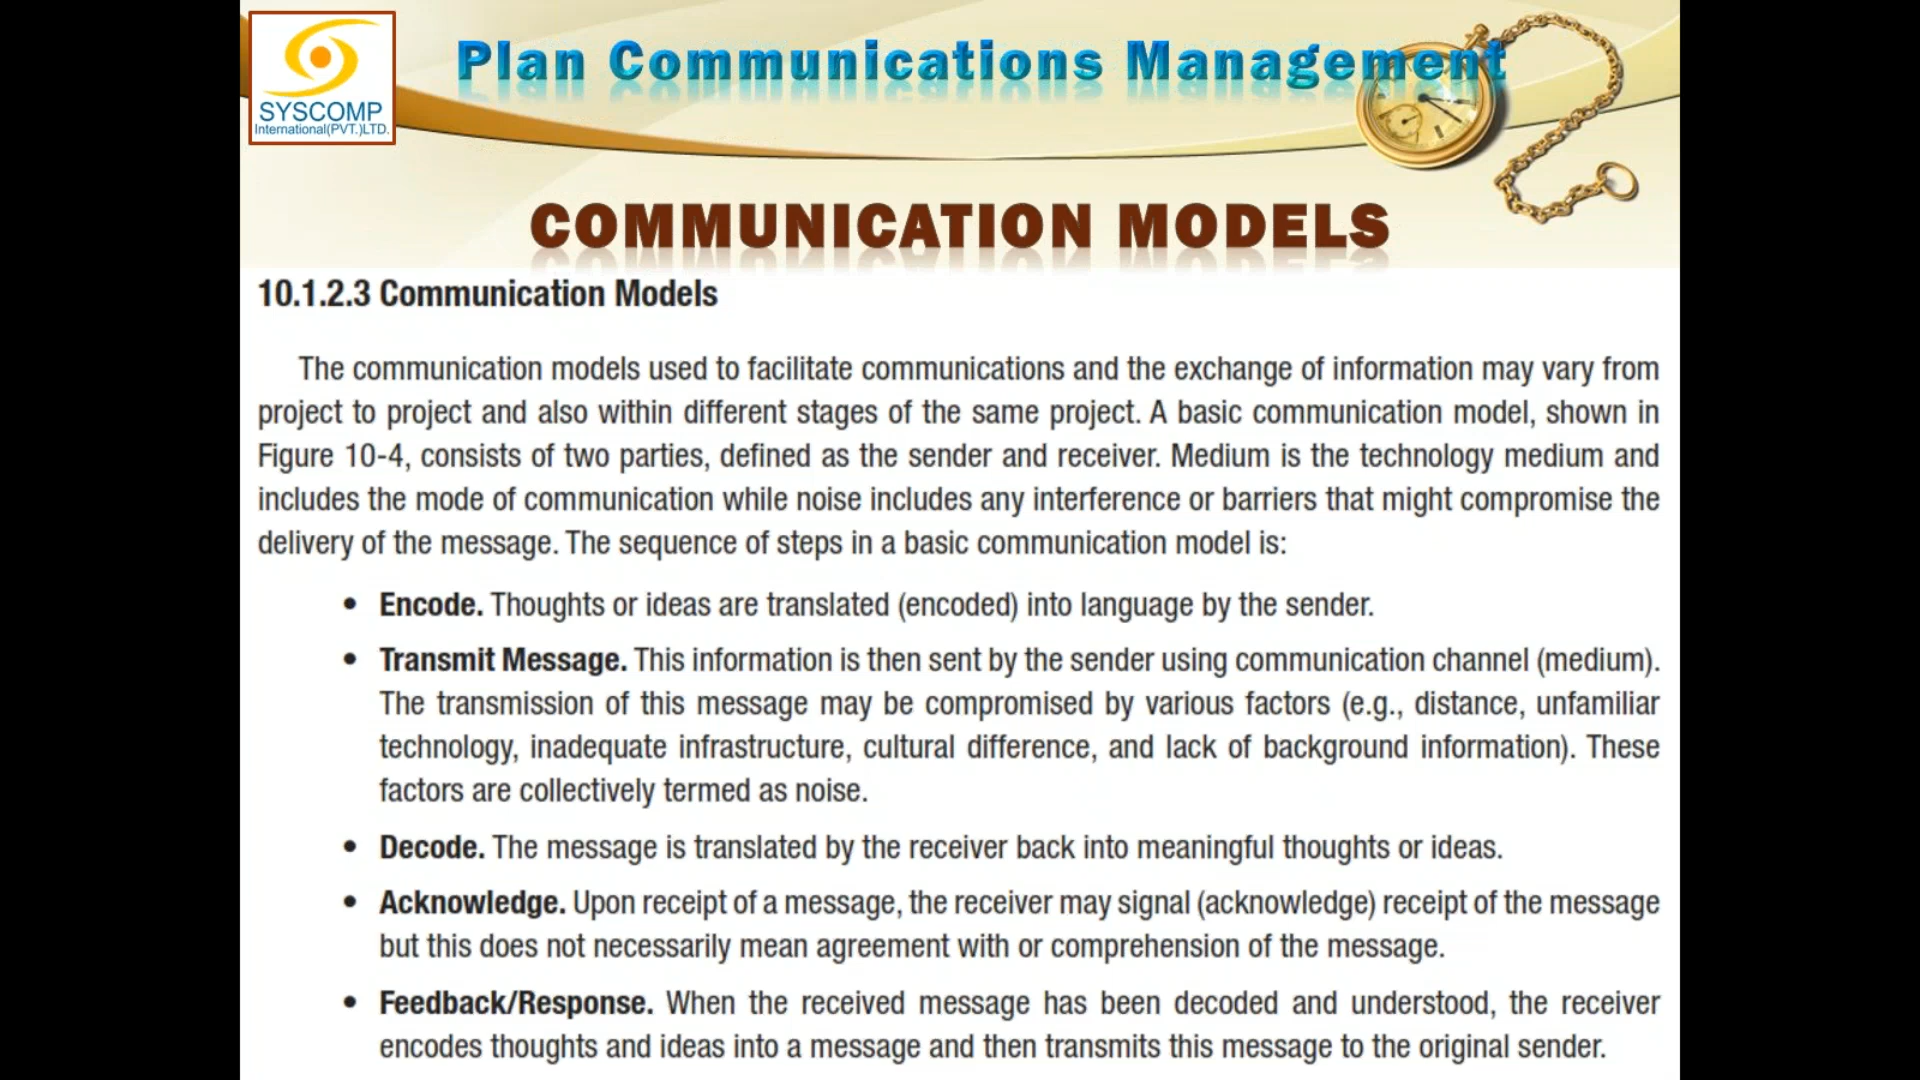 SYSCOMP
International(PVT.)LTD.
Plan Communications Management
COMMUNICATION MODELS
10.1.2.3 Communication Models
The communication models used to facilitate communications and the exchange of information may vary from
project to project and also within different stages of the same project. A basic communication model, shown in
Figure 10-4, consists of two parties, defined as the sender and receiver. Medium is the technology medium and
includes the mode of communication while noise includes any interference or barriers that might compromise the
delivery of the message. The sequence of steps in a basic communication model is:
• Encode. Thoughts or ideas are translated (encoded) into language by the sender.
• Transmit Message. This information is then sent by the sender using communication channel (medium).
The transmission of this message may be compromised by various factors (e.g., distance, unfamiliar
technology, inadequate infrastructure, cultural difference, and lack of background information). These
factors are collectively termed as noise.
• Decode. The message is translated by the receiver back into meaningful thoughts or ideas.
• Acknowledge. Upon receipt of a message, the receiver may signal (acknowledge) receipt of the message
but this does not necessarily mean agreement with or comprehension of the message.
• Feedback/Response. When the received message has been decoded and understood, the receiver
encodes thoughts and ideas into a message and then transmits this message to the original sender.